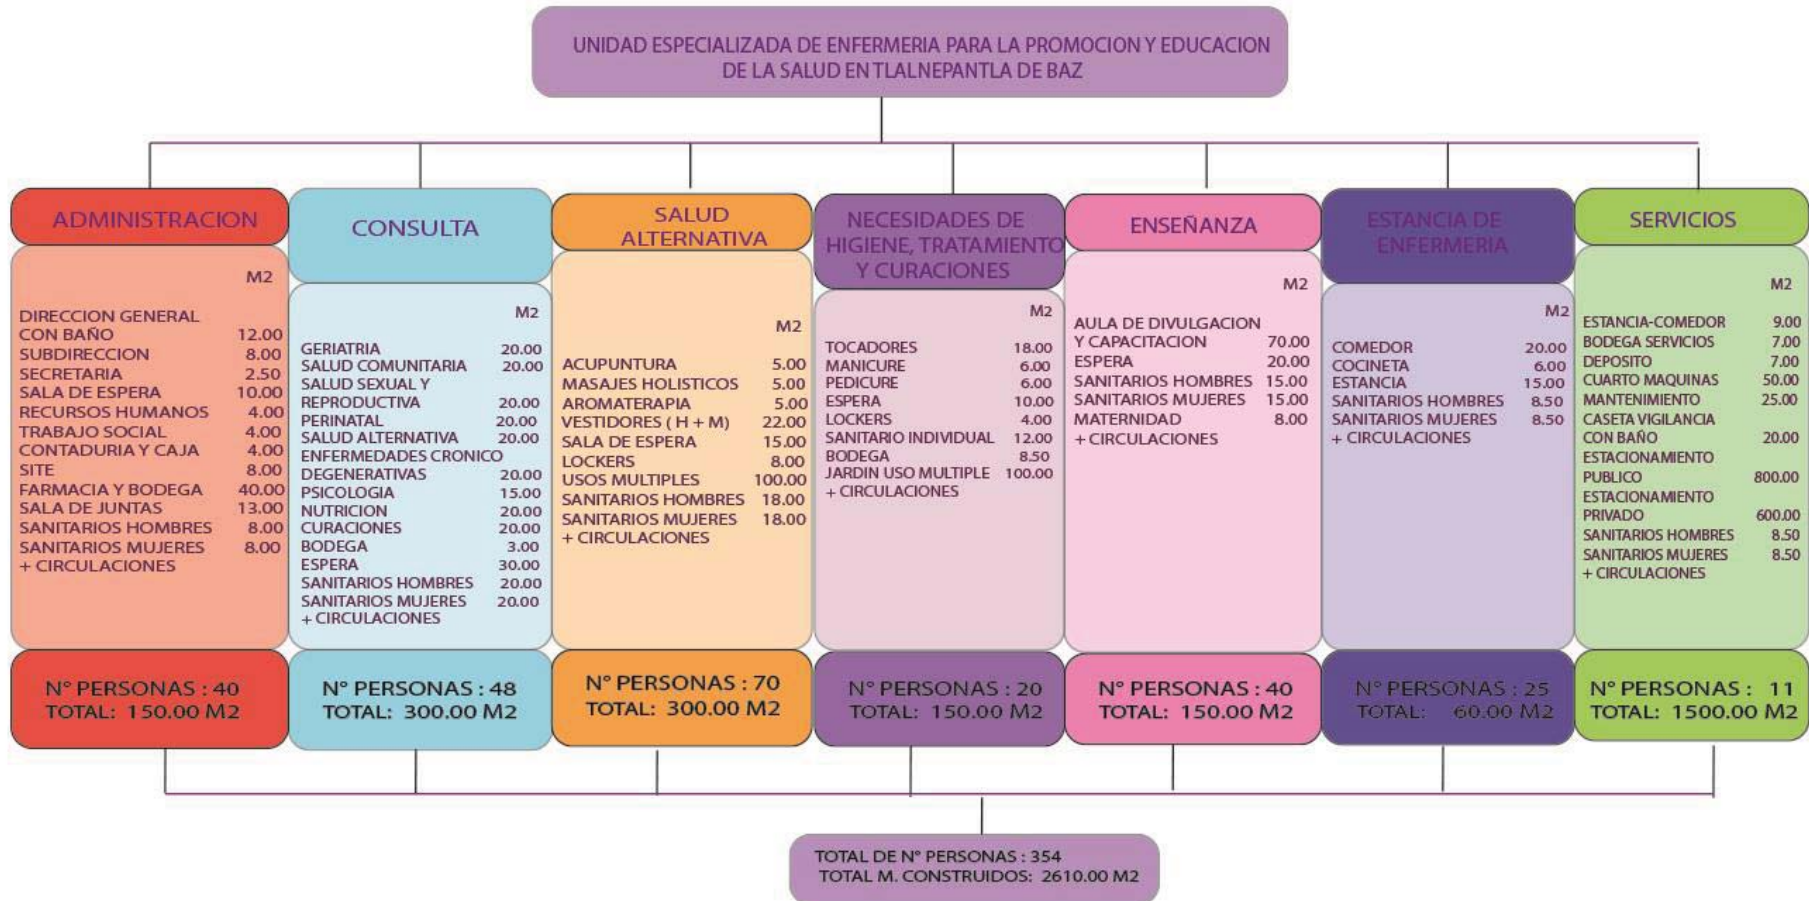 UNIDAD ESPECIALIZADA DE ENFERMERIA PARA LA PROMOCION Y EDUCACION
DE LA SALUD EN TLALNEPANTLA DE BAZ
ADMINISTRACION
M2
DIRECCION GENERAL
CON BAÑO 12.00
SUBDIRECCION 8.00
SECRETARIA 2.50
SALA DE ESPERA 10.00
RECURSOS HUMANOS 4.00
TRABAJO SOCIAL 4.00
CONTADURIA Y CAJA 4.00
SITE 8.00
FARMACIA Y BODEGA 40.00
SALA DE JUNTAS 13.00
SANITARIOS HOMBRES 8.00
SANITARIOS MUJERES 8.00
+ CIRCULACIONES
N° PERSONAS : 40
TOTAL: 150.00 M2
CONSULTA
M2
GERIATRIA 20.00
SALUD COMUNITARIA 20.00
SALUD SEXUAL Y
REPRODUCTIVA 20.00
PERINATAL 20.00
SALUD ALTERNATIVA 20.00
ENFERMEDADES CRONICO
DEGENERATIVAS 20.00
PSICOLOGIA 15.00
NUTRICION 20.00
CURACIONES 20.00
BODEGA 3.00
ESPERA 30.00
SANITARIOS HOMBRES 20.00
SANITARIOS MUJERES 20.00
+ CIRCULACIONES
N° PERSONAS : 48
TOTAL: 300.00 M2
SALUD
ALTERNATIVA
M2
ACUPUNTURA 5.00
MASAJES HOLISTICOS 5.00
AROMATERAPIA 5.00
VESTIDORES ( H + M) 22.00
SALA DE ESPERA 15.00
LOCKERS 8.00
USOS MULTIPLES 100.00
SANITARIOS HOMBRES 18.00
SANITARIOS MUJERES 18.00
+ CIRCULACIONES
N° PERSONAS : 70
TOTAL: 300.00 M2
NECESIDADES DE
HIGIENE, TRATAMIENTO
Y CURACIONES
M2
TOCADORES 18.00
MANICURE 6.00
PEDICURE 6.00
ESPERA 10.00
LOCKERS 4.00
SANITARIO INDIVIDUAL 12.00
BODEGA 8.50
JARDIN USO MULTIPLE 100.00
+ CIRCULACIONES
N° PERSONAS : 20
TOTAL: 150.00 M2
ENSEÑANZA
M2
AULA DE DIVULGACION
Y CAPACITACION 70.00
ESPERA 20.00
SANITARIOS HOMBRES 15.00
SANITARIOS MUJERES 15.00
MATERNIDAD 8.00
+ CIRCULACIONES
N° PERSONAS : 40
TOTAL: 150.00 M2
ESTANCIA DE
ENFERMERIA
M2
COMEDOR 20.00
COCINETA 6.00
ESTANCIA 15.00
SANITARIOS HOMBRES 8.50
SANITARIOS MUJERES 8.50
+ CIRCULACIONES
N° PERSONAS : 25
TOTAL: 60.00 M2
SERVICIOS
M2
ESTANCIA-COMEDOR 9.00
BODEGA SERVICIOS 7.00
DEPOSITO 7.00
CUARTO MAQUINAS 50.00
MANTENIMIENTO 25.00
CASETA VIGILANCIA
CON BAÑO 20.00
ESTACIONAMIENTO
PUBLICO 800.00
ESTACIONAMIENTO
PRIVADO 600.00
SANITARIOS HOMBRES 8.50
SANITARIOS MUJERES 8.50
+ CIRCULACIONES
N° PERSONAS : 11
TOTAL: 1500.00 M2
TOTAL DE N° PERSONAS : 354
TOTAL M. CONSTRUIDOS: 2610.00 M2